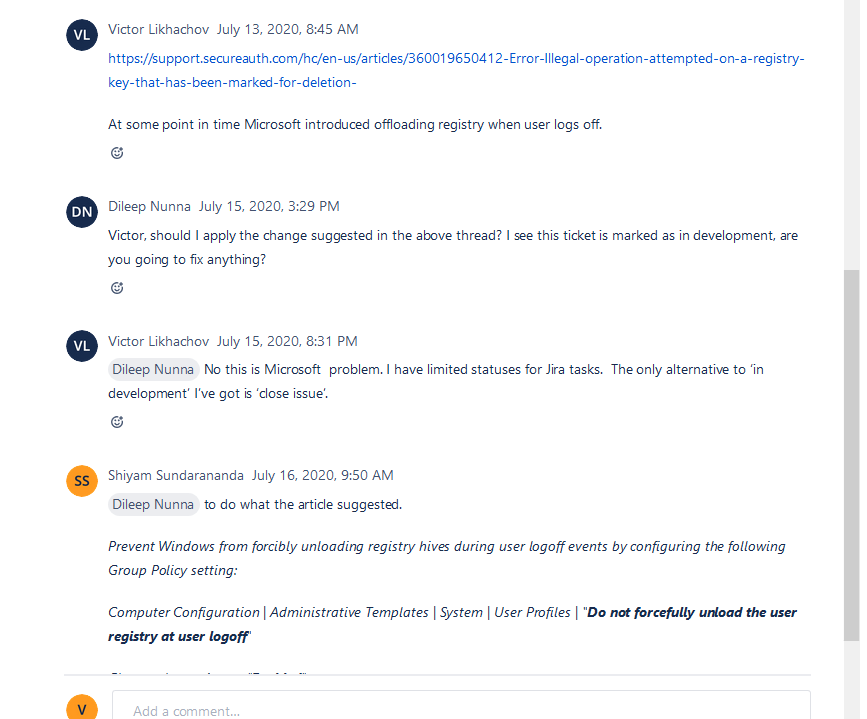 VL
Victor Likhachov July 13, 2020, 8:45 AM
https://support.secureauth.com/hc/en-us/articles/360019650412-Error-Illegal-operation-attempted-on-a-registry-
key-that-has-been-marked-for-deletion-
At some point in time Microsoft introduced offloading registry when user logs off.
DN
Dileep Nunna July 15, 2020, 3:29 PM
Victor, should I apply the change suggested in the above thread? I see this ticket is marked as in development, are
you going to fix anything?
VL
Victor Likhachov July 15, 2020, 8:31 PM
Dileep Nunna No this is Microsoft problem. I have limited statuses for Jira tasks. The only alternative to ‘in
development’ I’ve got is ‘close issue’.
SS
Shiyam Sundarananda July 16, 2020, 9:50 AM
Dileep Nunna to do what the article suggested.
Prevent Windows from forcibly unloading registry hives during user logoff events by configuring the following
Group Policy setting:
Computer Configuration | Administrative Templates | System | User Profiles | "Do not forcefully unload the user
registry at user logoff"
V
Add a comment...